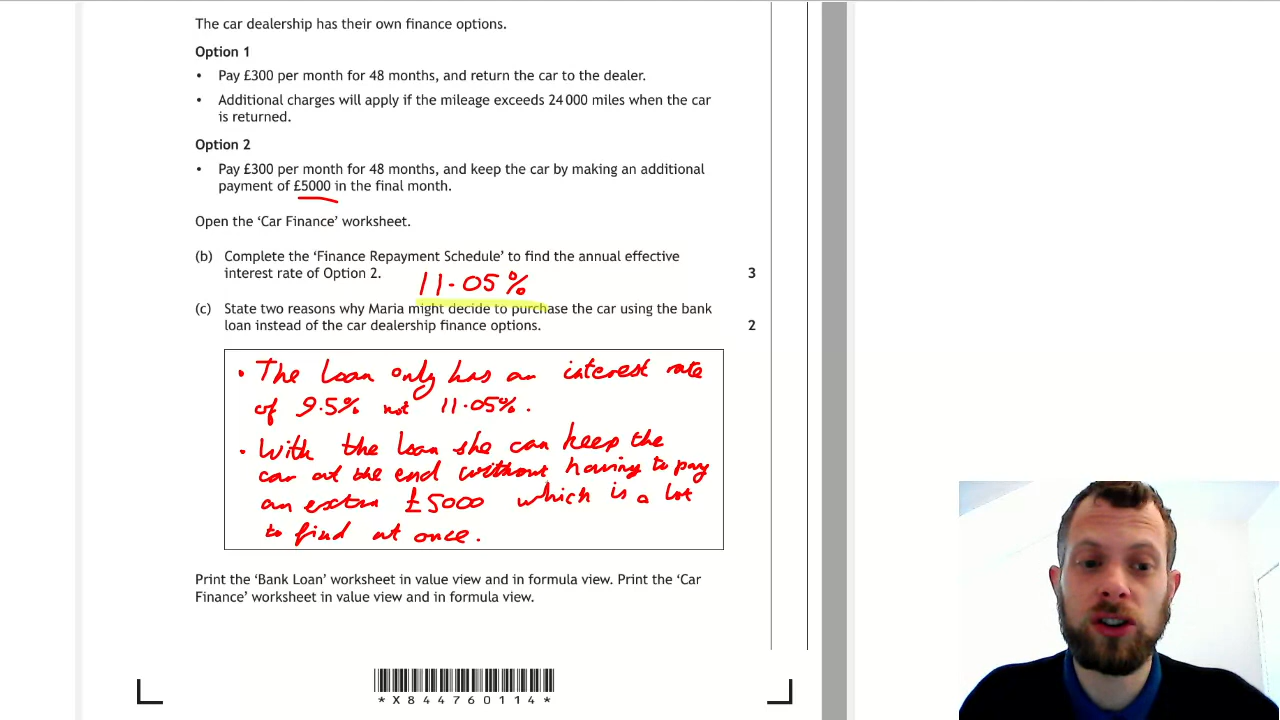 The car dealership has their own finance options.
Option 1
• Pay £300 per month for 48 months, and return the car to the dealer.
• Additional charges will apply if the mileage exceeds 24 000 miles when the car
is returned.
Option 2
• Pay £300 per month for 48 months, and keep the car by making an additional
payment of £5000 in the final month.
Open the ‘Car Finance’ worksheet.
(b) Complete the ‘Finance Repayment Schedule’ to find the annual effective
interest rate of Option 2. 3
11.05%
(c) State two reasons why Maria might decide to purchase the car using the bank
loan instead of the car dealership finance options. 2
• The loan only has an interest rate
of 9.5% not 11.05%.
• With the loan she can keep the
car at the end without having to pay
an extra £5000 which is a lot
to find at once.
Print the ‘Bank Loan’ worksheet in value view and in formula view. Print the ‘Car
Finance’ worksheet in value view and in formula view.
* X 8 4 4 7 6 0 1 1 4 *